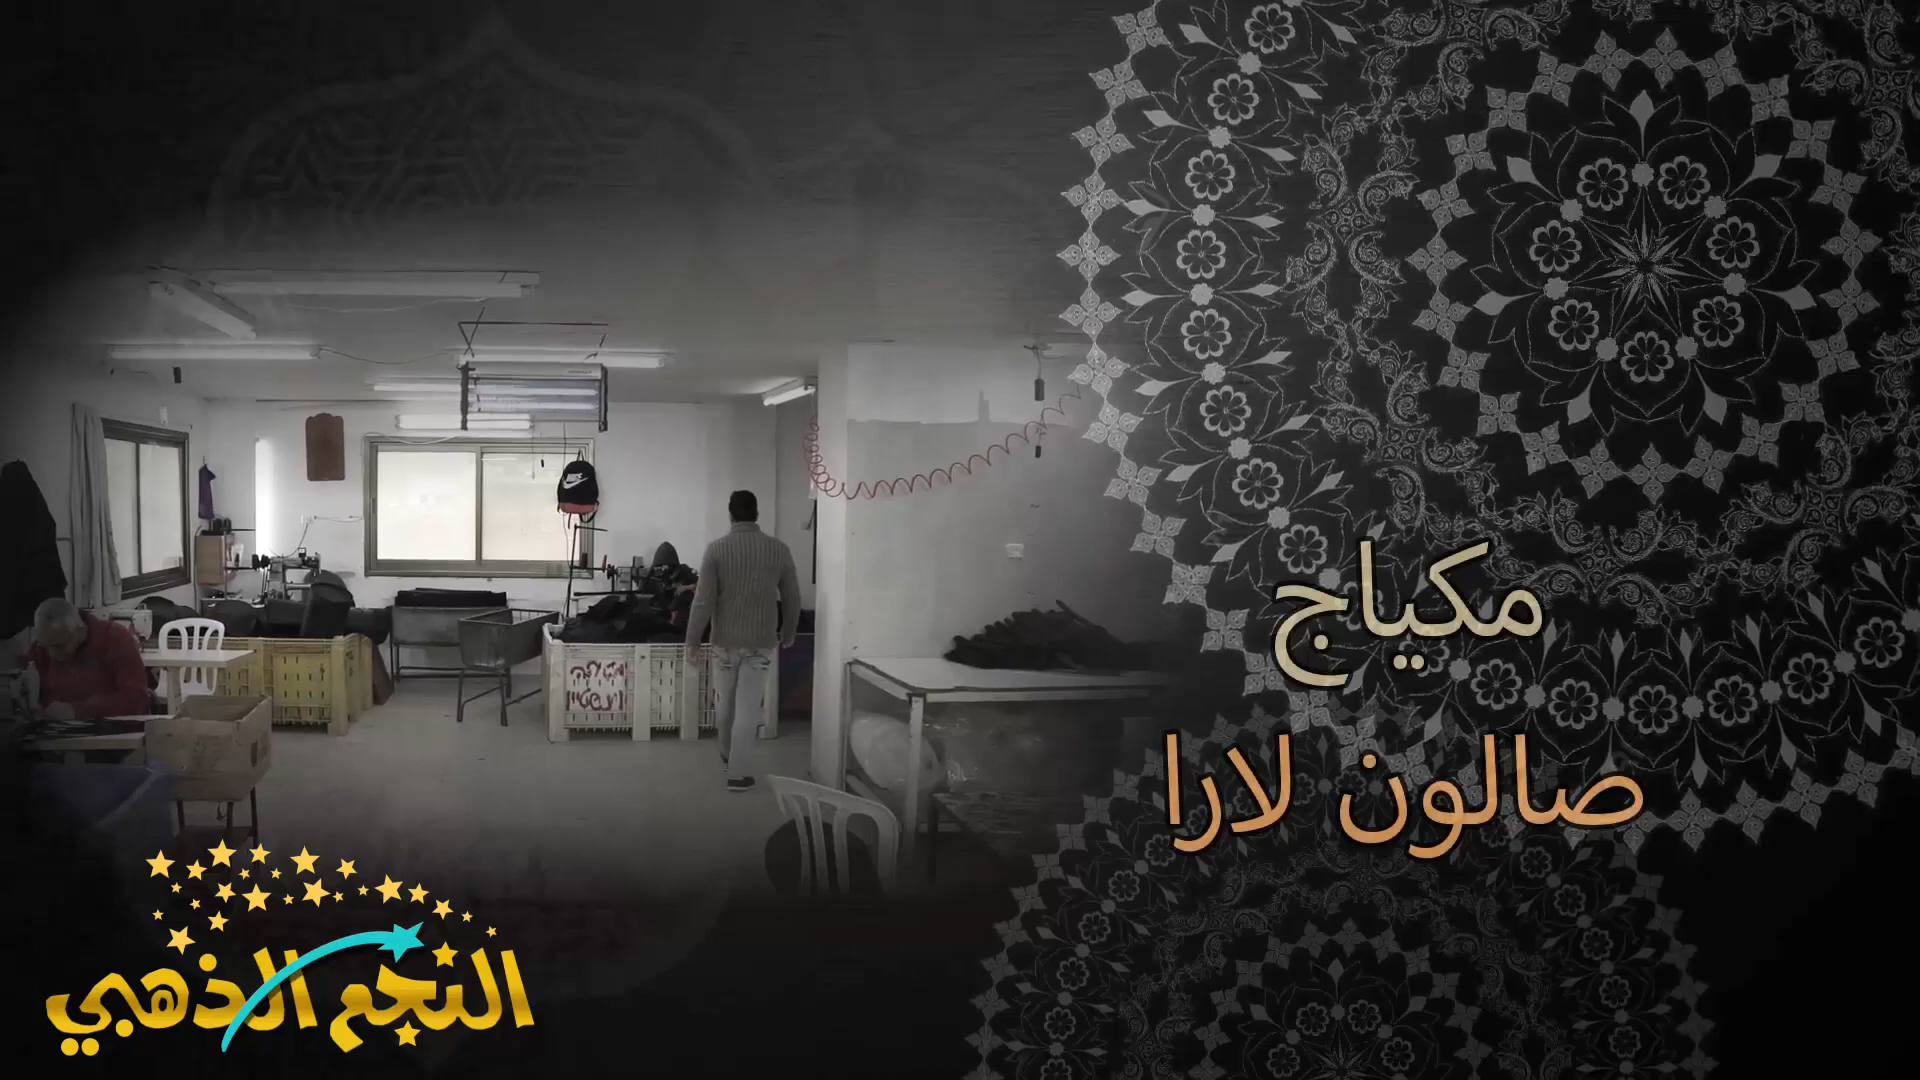 مكياج
صالون لارا
النجم الذهبي